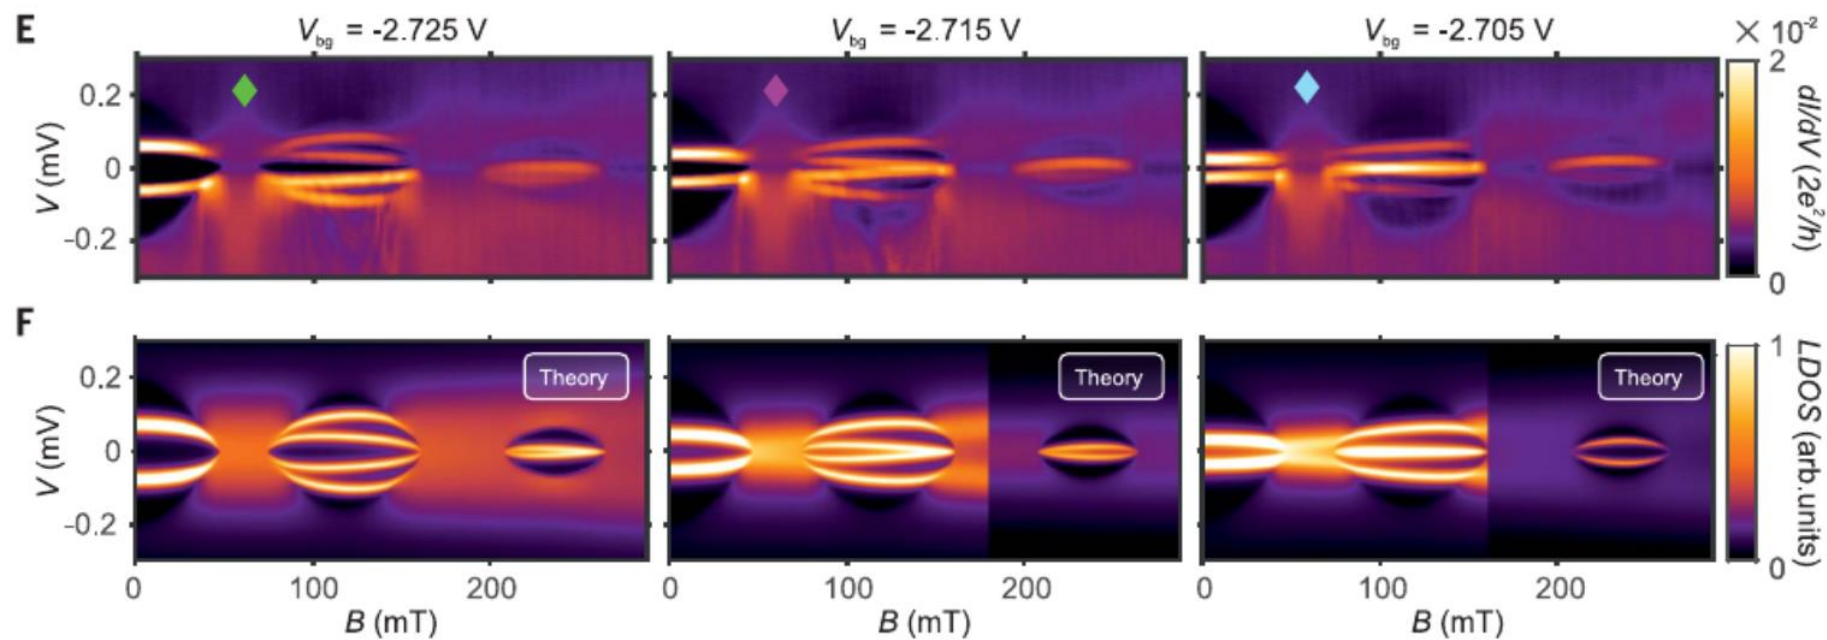 E
V_bg = -2.725 V
V_bg = -2.715 V
V_bg = -2.705 V
× 10⁻²
0.2
0
-0.2
V (mV)
2
0
dI/dV (2e²/h)
F
Theory
Theory
Theory
0.2
0
-0.2
V (mV)
1
0
LDOS (arb.units)
0 100 200
0 100 200
0 100 200
B (mT)
B (mT)
B (mT)